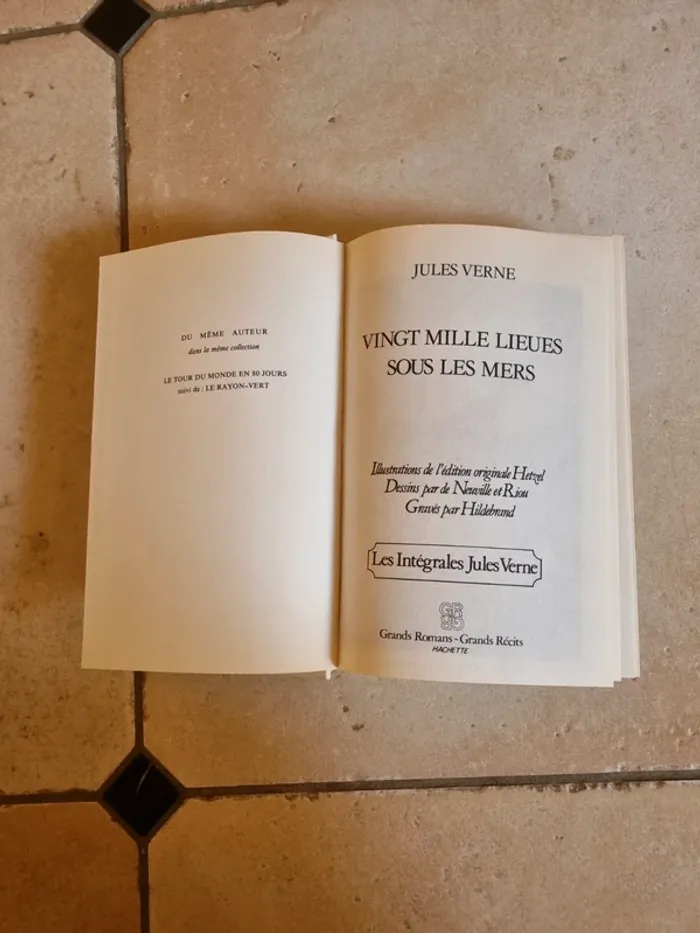 DU MÊME AUTEUR
dans la même collection
LE TOUR DU MONDE EN 80 JOURS
suivi de : LE RAYON-VERT
JULES VERNE
VINGT MILLE LIEUES
SOUS LES MERS
Illustrations de l'édition originale Hetzel
Dessins par de Neuville et Riou
Gravés par Hildebrand
Les Intégrales Jules Verne
GR
GR
Grands Romans - Grands Récits
HACHETTE